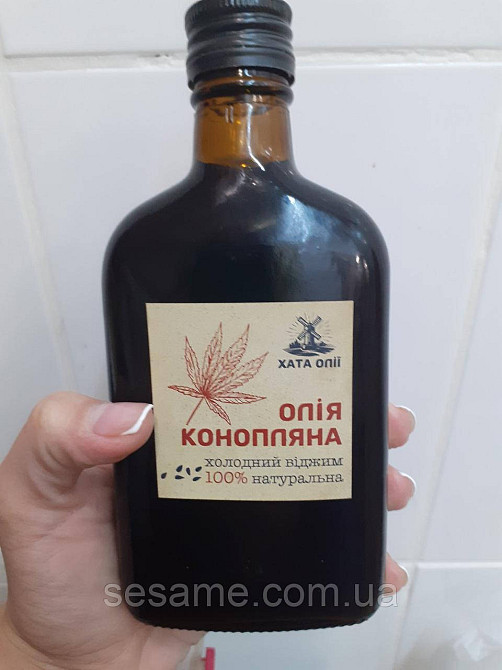 ХАТА ОЛІЇ
ОЛІЯ
КОНОПЛЯНА
холодний віджим
100% натуральна
sesame.com.ua